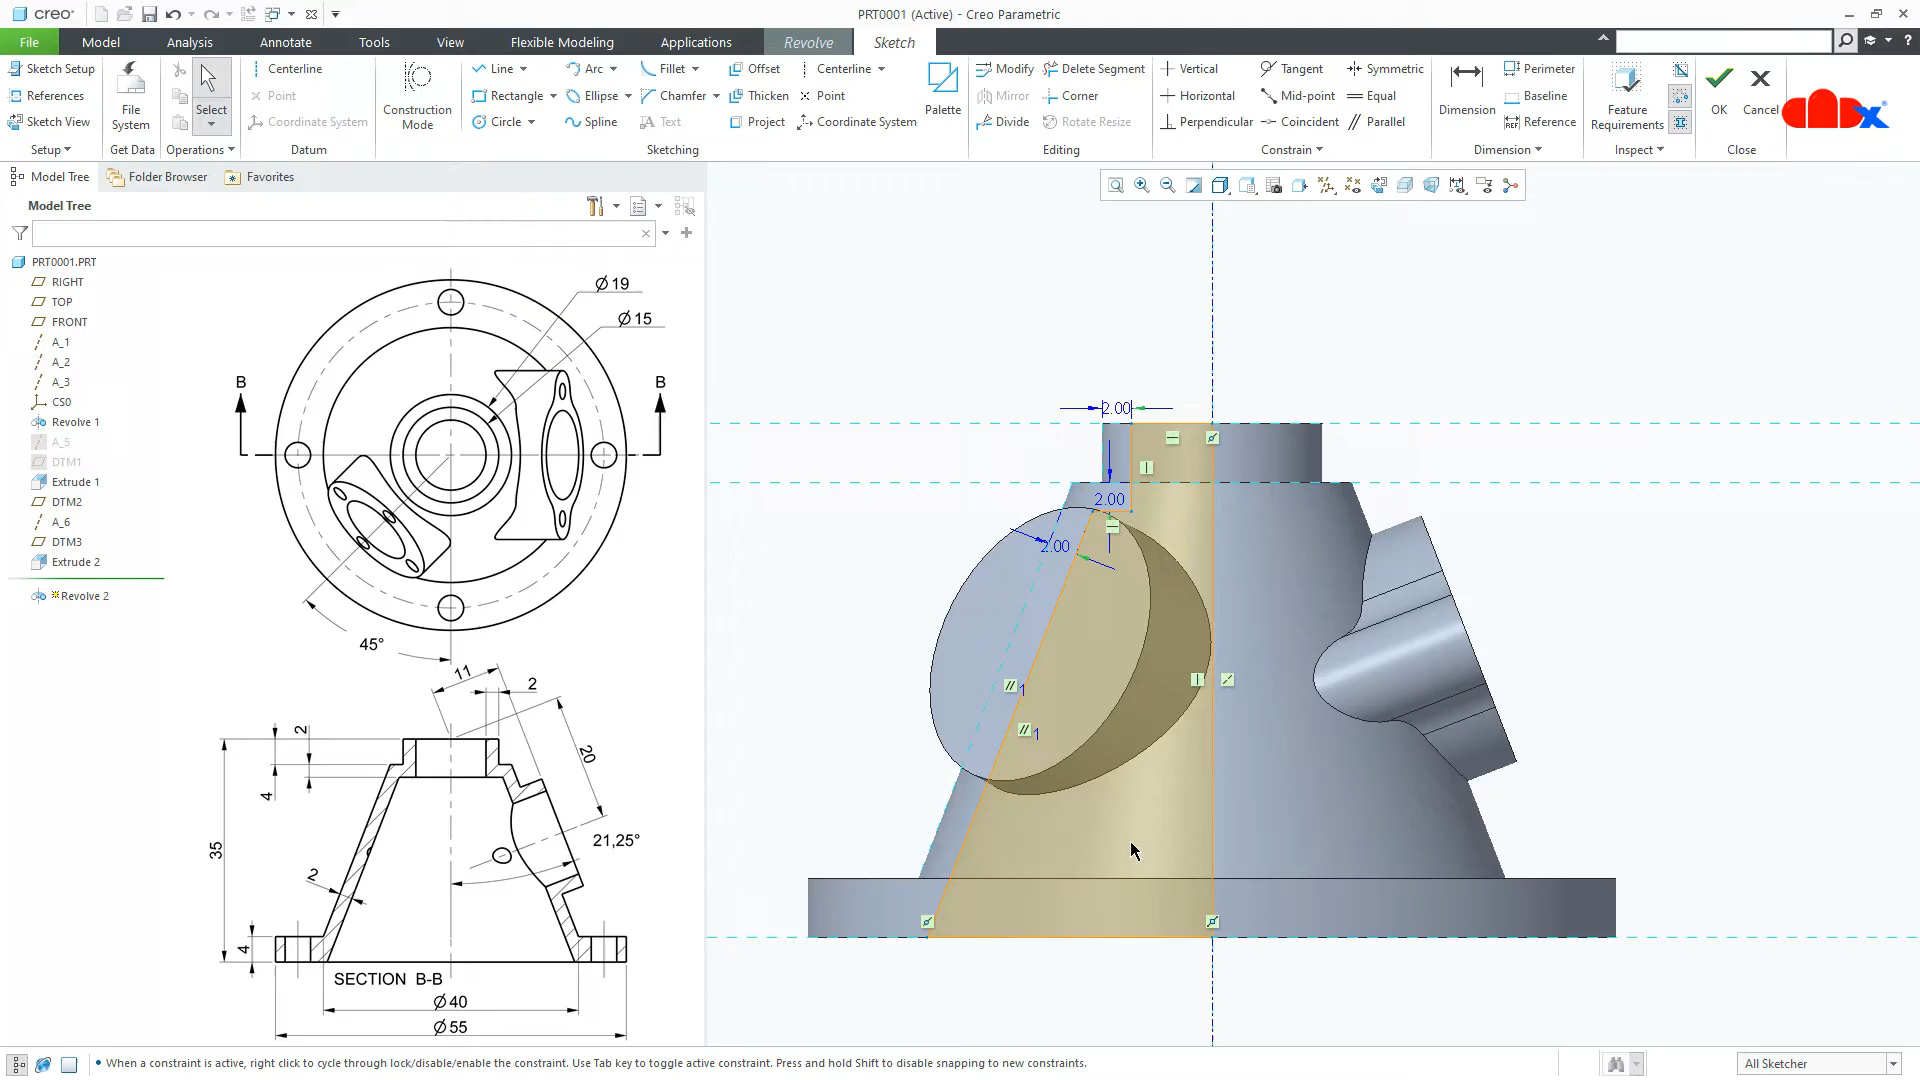 creo
PRT0001 (Active) - Creo Parametric
File Model Analysis Annotate Tools View Flexible Modeling Applications Revolve Sketch
Sketch Setup
References
Sketch View
Setup
File System
Get Data
Select
Operations
Centerline
Point
Coordinate System
Datum
Construction Mode
Line Arc Fillet Offset Centerline
Rectangle Ellipse Chamfer Thicken Point
Circle Spline Text Project Coordinate System
Palette
Sketching
Modify Delete Segment
Mirror Corner
Divide Rotate Resize
Editing
Vertical Tangent Symmetric
Horizontal Mid-point Equal
Perpendicular Coincident Parallel
Constrain
Dimension
Perimeter
Baseline
Reference
Dimension
Feature Requirements
Inspect
OK Cancel
Close
Model Tree Folder Browser Favorites
Model Tree
PRT0001.PRT
RIGHT
TOP
FRONT
A_1
A_2
A_3
CS0
Revolve 1
A_5
DTM1
Extrude 1
DTM2
A_6
DTM3
Extrude 2
Revolve 2
Ø19
Ø15
B B
45°
11
2
2
20
4
35
21,25°
2
4
SECTION B-B
Ø40
Ø55
2.00
2.00
2.00
1
1
• When a constraint is active, right click to cycle through lock/disable/enable the constraint. Use Tab key to toggle active constraint. Press and hold Shift to disable snapping to new constraints.
All Sketcher